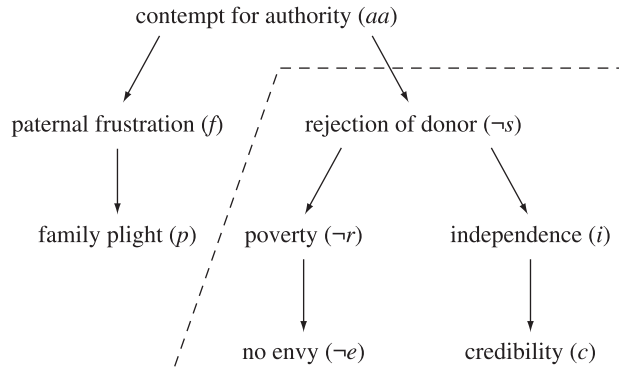 contempt for authority (aa)
paternal frustration (f)
rejection of donor (¬s)
family plight (p)
poverty (¬r)
independence (i)
no envy (¬e)
credibility (c)